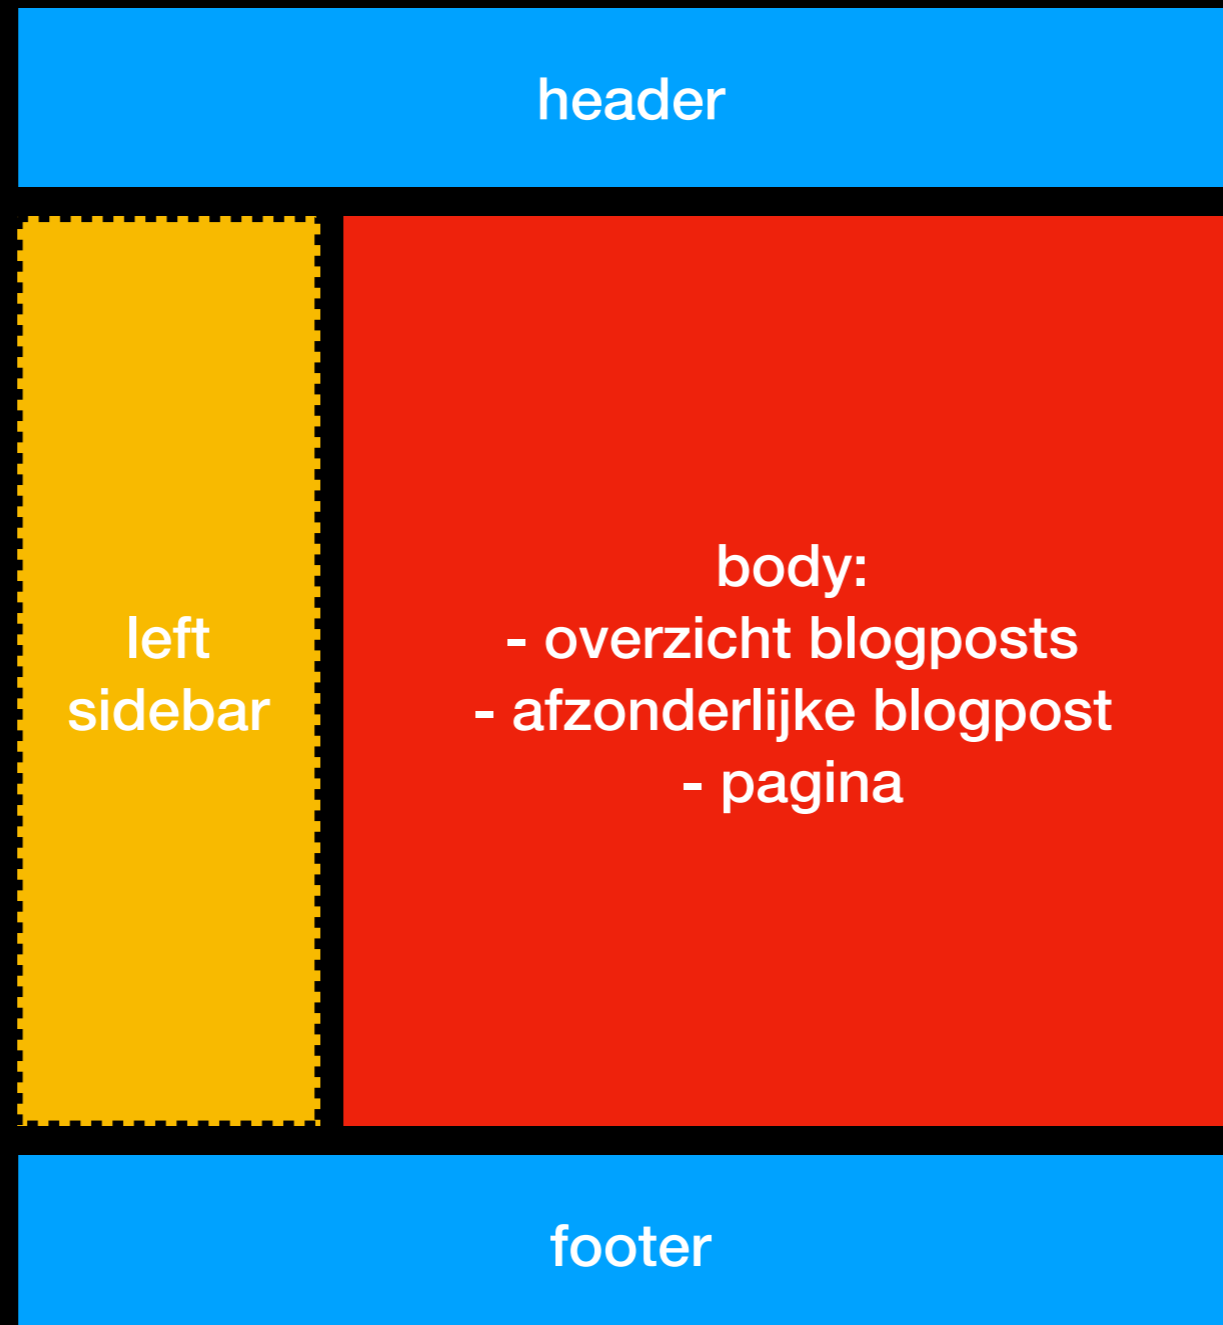 header
left
sidebar
body:
- overzicht blogposts
- afzonderlijke blogpost
- pagina
footer